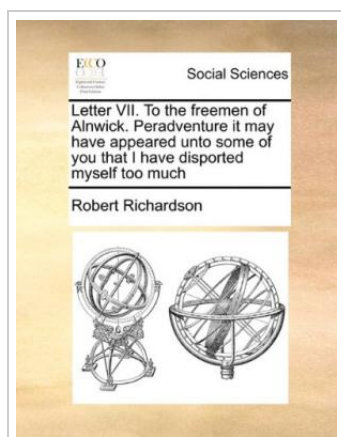 ECCO
Social Sciences
Letter VII. To the freemen of
Alnwick. Peradventure it may
have appeared unto some of
you that I have disported
myself too much
Robert Richardson